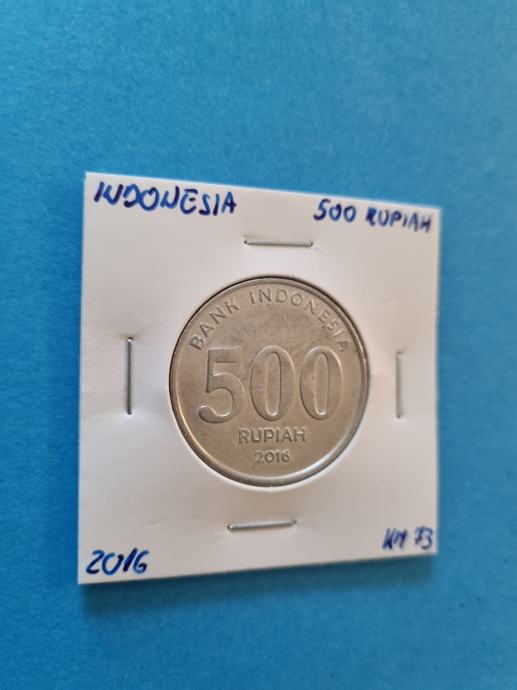 INDONESIA 500 RUPIAH
BANK INDONESIA
500
RUPIAH
2016
2016 KM 73